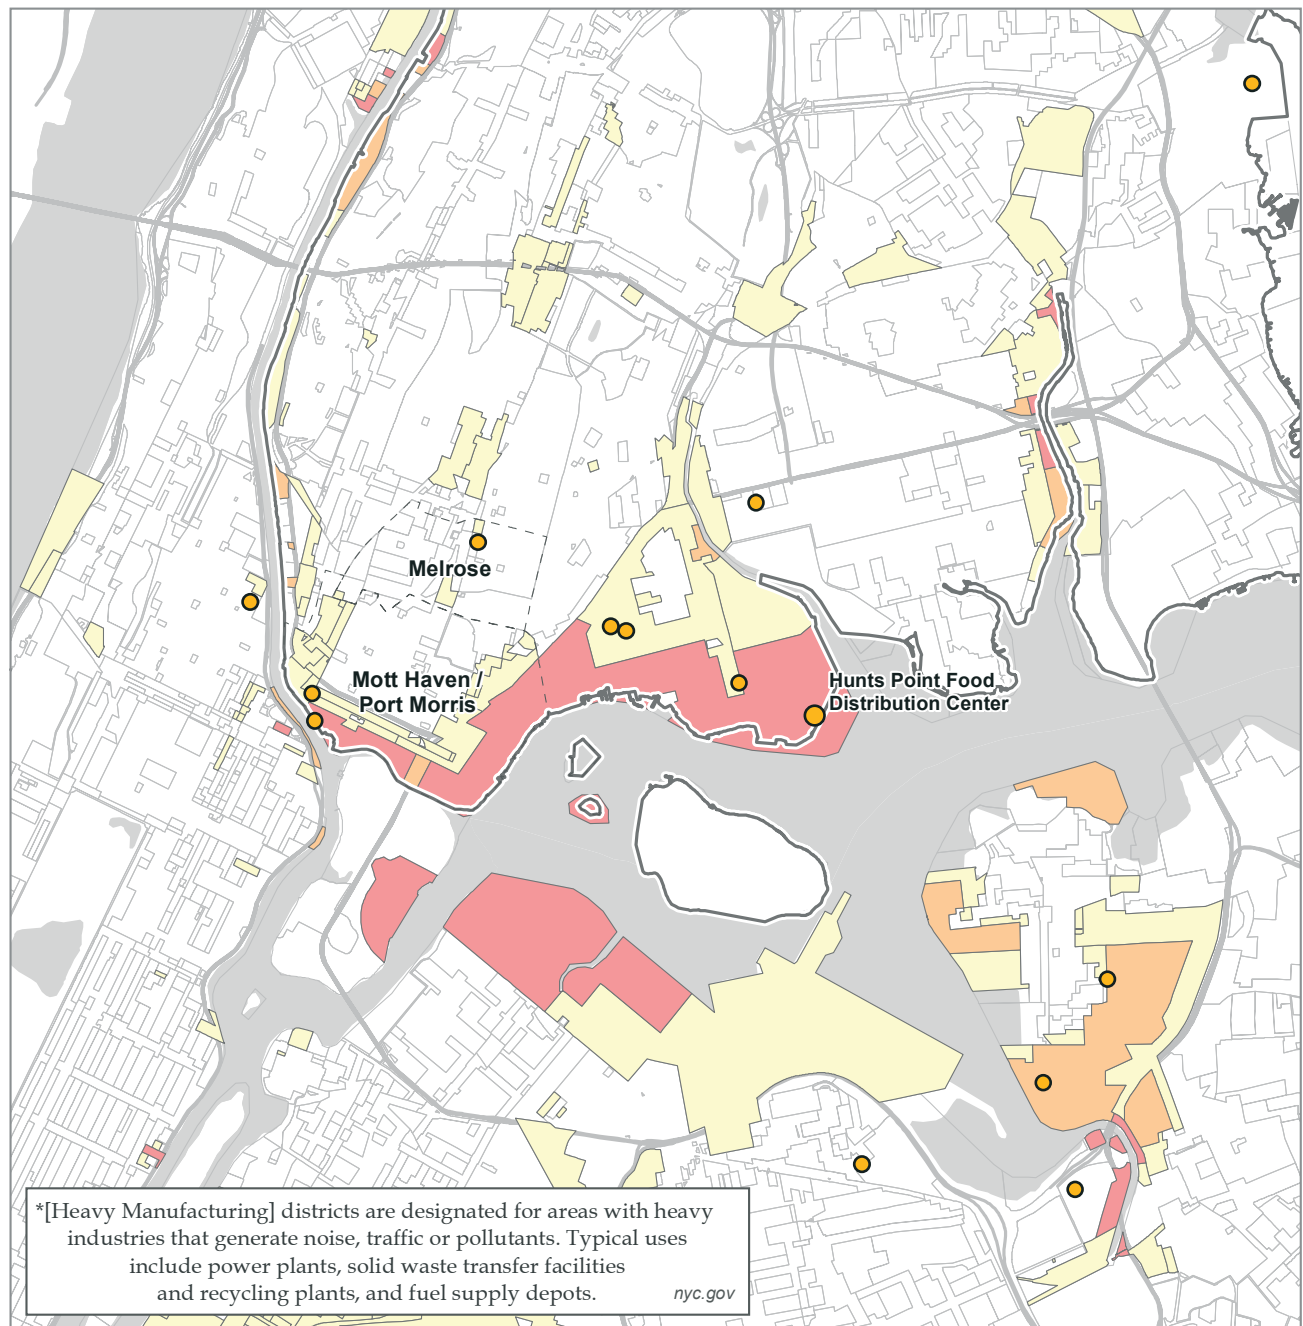 Melrose
Mott Haven /
Port Morris
Hunts Point Food
Distribution Center
*[Heavy Manufacturing] districts are designated for areas with heavy
industries that generate noise, traffic or pollutants. Typical uses
include power plants, solid waste transfer facilities
and recycling plants, and fuel supply depots.
nyc.gov